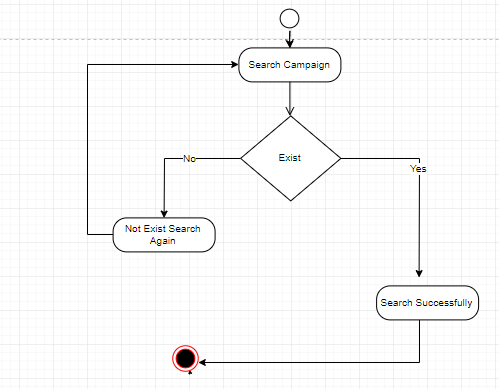 Search Campaign
Exist
No
Yes
Not Exist Search
Again
Search Successfully